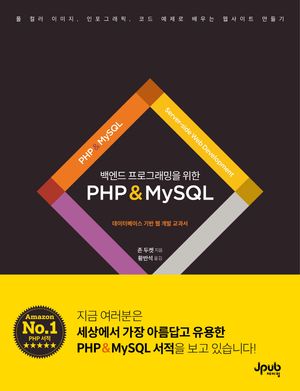 풀 컬러 이미지, 인포그래픽, 코드 예제로 배우는 웹사이트 만들기
PHP & MySQL
Server-side Web Development
백엔드 프로그래밍을 위한
PHP & MySQL
데이터베이스 기반 웹 개발 교과서
존 두켓 지음
황반석 옮김
Amazon
No.1
PHP 서적
★★★★★
지금 여러분은
세상에서 가장 아름답고 유용한
PHP & MySQL 서적을 보고 있습니다!
Jpub
제이펍